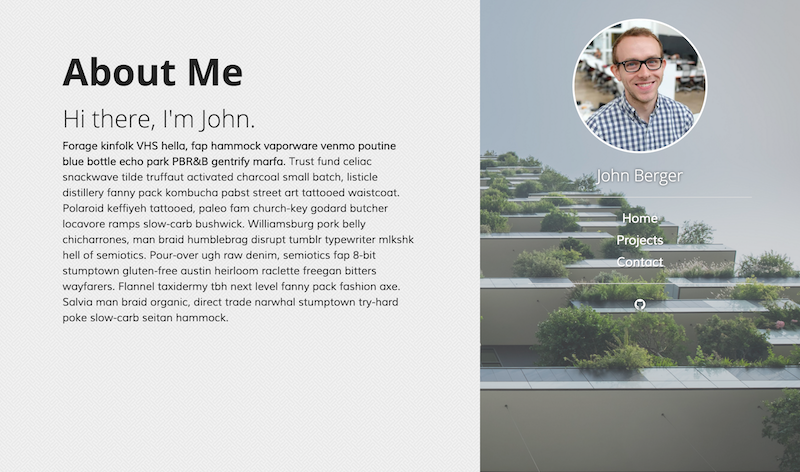 About Me
Hi there, I'm John.
Forage kinfolk VHS hella, fap hammock vaporware venmo poutine
blue bottle echo park PBR&B gentrify marfa. Trust fund celiac
snackwave tilde truffaut activated charcoal small batch, listicle
distillery fanny pack kombucha pabst street art tattooed waistcoat.
Polaroid keffiyeh tattooed, paleo fam church-key godard butcher
locavore ramps slow-carb bushwick. Williamsburg pork belly
chicharrones, man braid humblebrag disrupt tumblr typewriter mlkshk
hell of semiotics. Pour-over ugh raw denim, semiotics fap 8-bit
stumptown gluten-free austin heirloom raclette freegan bitters
wayfarers. Flannel taxidermy tbh next level fanny pack fashion axe.
Salvia man braid organic, direct trade narwhal stumptown try-hard
poke slow-carb seitan hammock.
John Berger
Home
Projects
Contact